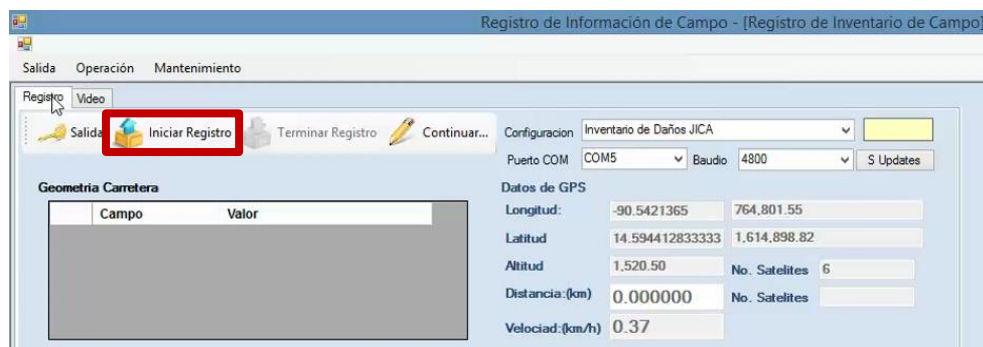 Registro de Información de Campo - [Registro de Inventario de Campo]
Salida Operación Mantenimiento
Registro Video
Salida Iniciar Registro Terminar Registro Continuar... Configuracion Inventario de Daños JICA
Puerto COM COM5 Baudio 4800 S Updates
Geometria Carretera Datos de GPS
Campo Valor Longitud: -90.5421365 764,801.55
Latitud 14.594412833333 1,614,898.82
Altitud 1,520.50 No. Satelites 6
Distancia:(km) 0.000000 No. Satelites
Velociad:(km/h) 0.37